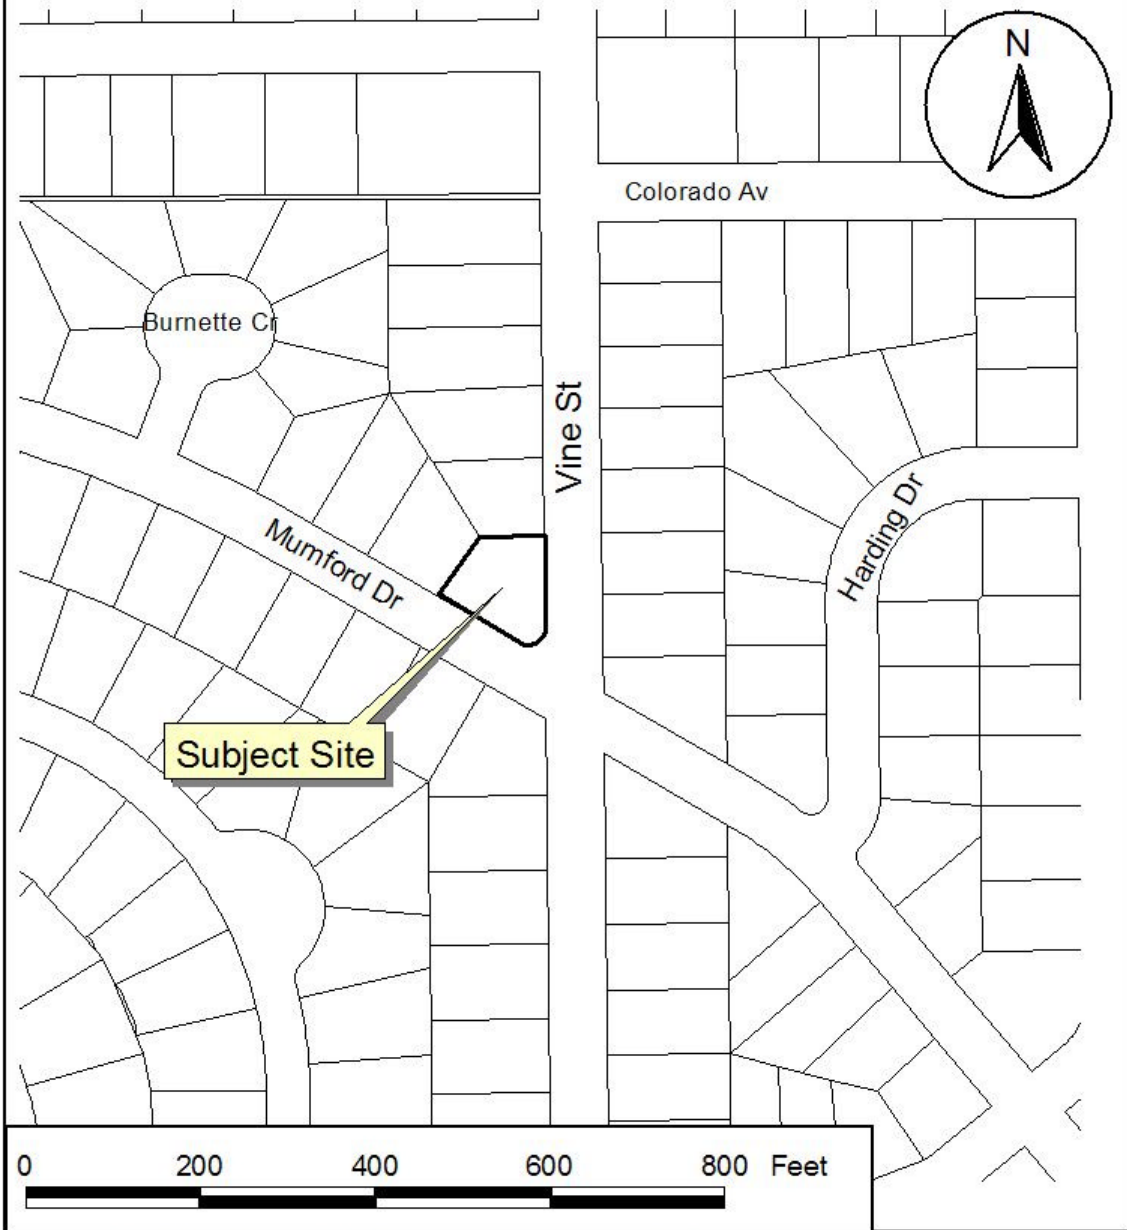 N
Colorado Av
Burnette Cr
Vine St
Harding Dr
Mumford Dr
Subject Site
0 200 400 600 800 Feet